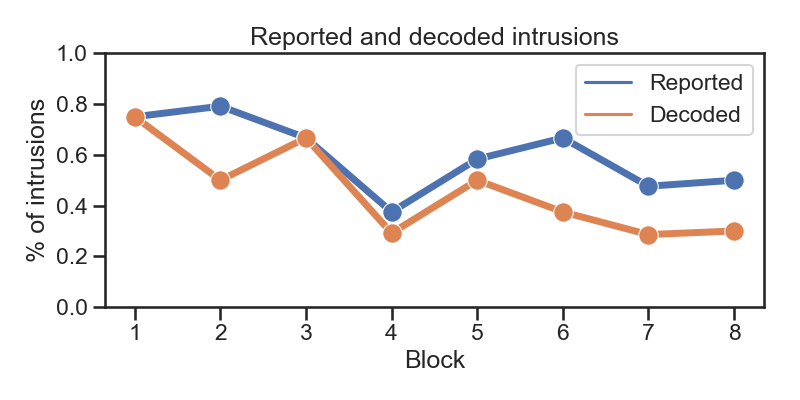 Reported and decoded intrusions
1.0
0.8
0.6
0.4
0.2
0.0
% of intrusions
Reported
Decoded
1 2 3 4 5 6 7 8
Block